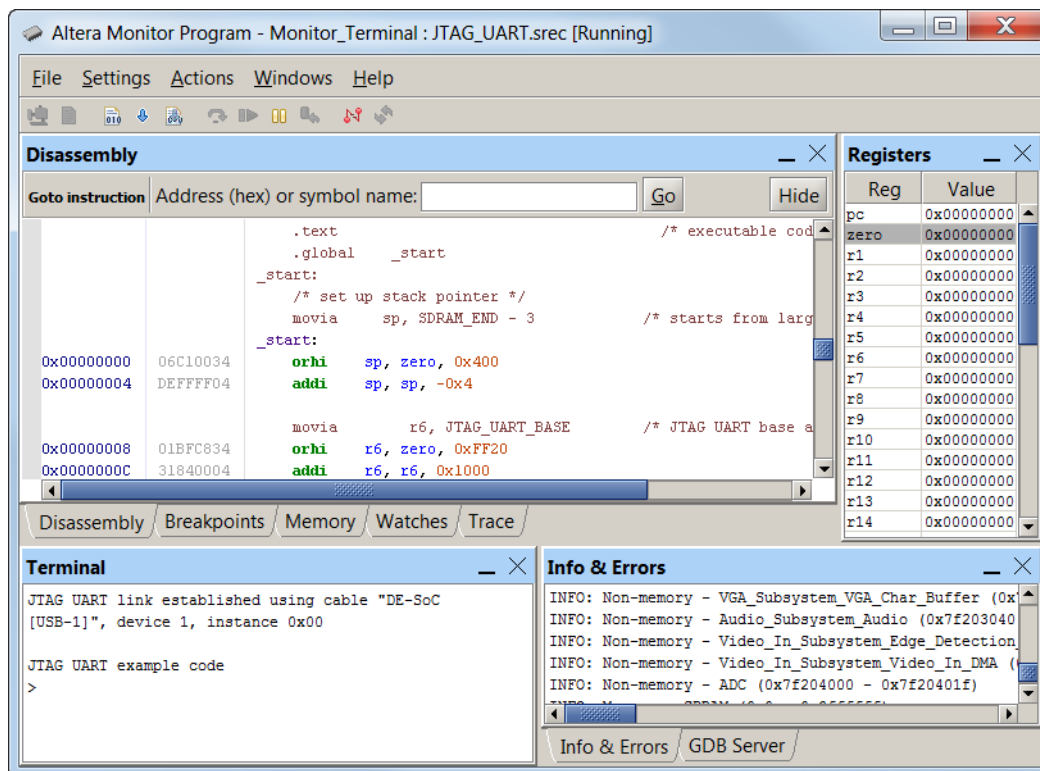 Altera Monitor Program - Monitor_Terminal : JTAG_UART.srec [Running]
File Settings Actions Windows Help
Disassembly
Goto instruction Address (hex) or symbol name: Go Hide
.text /* executable cod
.global _start
_start:
/* set up stack pointer */
movia sp, SDRAM_END - 3 /* starts from larg
_start:
0x00000000 06C10034 orhi sp, zero, 0x400
0x00000004 DEFFFF04 addi sp, sp, -0x4
movia r6, JTAG_UART_BASE /* JTAG UART base a
0x00000008 01BFC834 orhi r6, zero, 0xFF20
0x0000000C 31840004 addi r6, r6, 0x1000
Disassembly Breakpoints Memory Watches Trace
Registers
Reg Value
pc 0x00000000
zero 0x00000000
r1 0x00000000
r2 0x00000000
r3 0x00000000
r4 0x00000000
r5 0x00000000
r6 0x00000000
r7 0x00000000
r8 0x00000000
r9 0x00000000
r10 0x00000000
r11 0x00000000
r12 0x00000000
r13 0x00000000
r14 0x00000000
Terminal
JTAG UART link established using cable "DE-SoC
[USB-1]", device 1, instance 0x00
JTAG UART example code
>
Info & Errors
INFO: Non-memory - VGA_Subsystem_VGA_Char_Buffer (0x
INFO: Non-memory - Audio_Subsystem_Audio (0x7f203040
INFO: Non-memory - Video_In_Subsystem_Edge_Detection_
INFO: Non-memory - Video_In_Subsystem_Video_In_DMA (
INFO: Non-memory - ADC (0x7f204000 - 0x7f20401f)
Info & Errors GDB Server